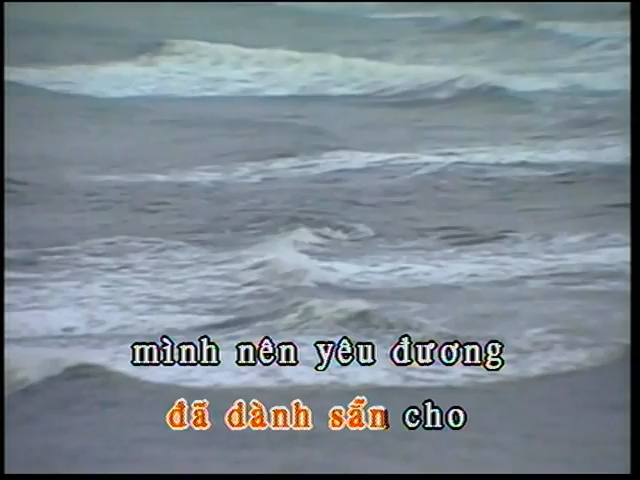 mình nên yêu đương
đã dành sẵn cho